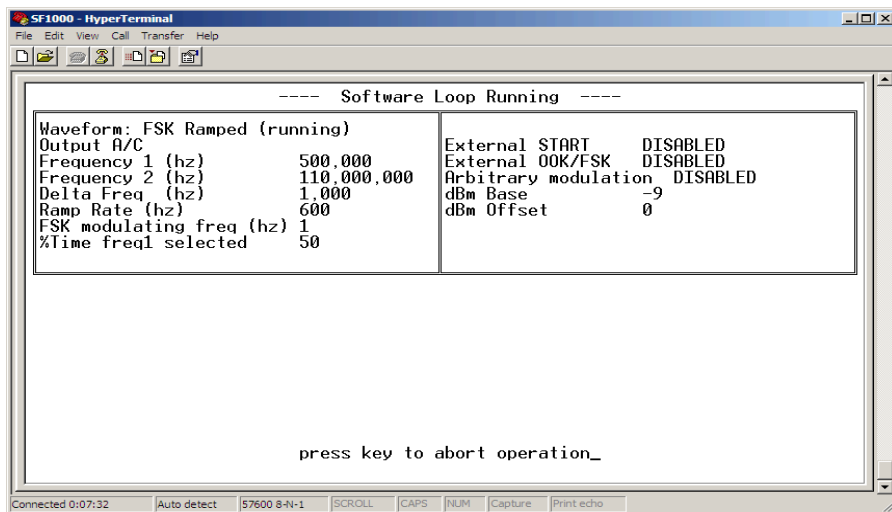 SF1000 - HyperTerminal
File Edit View Call Transfer Help
---- Software Loop Running ----
Waveform: FSK Ramped (running)
Output A/C
Frequency 1 (hz) 500,000
Frequency 2 (hz) 110,000,000
Delta Freq (hz) 1,000
Ramp Rate (hz) 600
FSK modulating freq (hz) 1
%Time freq1 selected 50
External START DISABLED
External OOK/FSK DISABLED
Arbitrary modulation DISABLED
dBm Base -9
dBm Offset 0
press key to abort operation_
Connected 0:07:32 Auto detect 57600 8-N-1 SCROLL CAPS NUM Capture Print echo